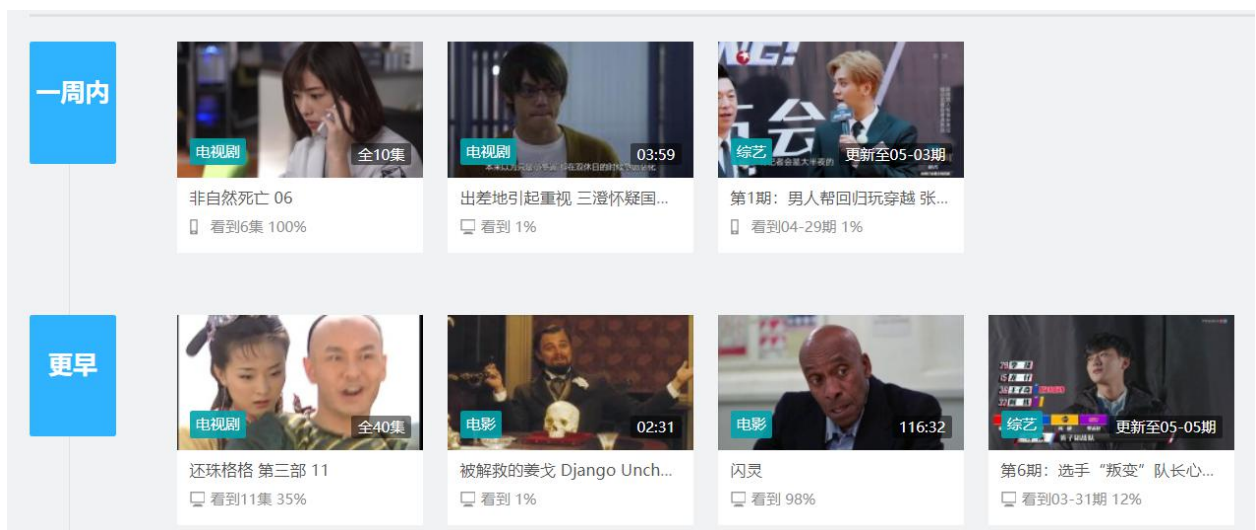 一周内
电视剧
全10集
非自然死亡 06
看到6集 100%
电视剧
03:59
出差地引起重视 三澄怀疑国...
看到 1%
综艺
更新至05-03期
第1期：男人帮回归玩穿越 张...
看到04-29期 1%
更早
电视剧
全40集
还珠格格 第三部 11
看到11集 35%
电影
02:31
被解救的姜戈 Django Unch...
看到 1%
电影
116:32
闪灵
看到 98%
综艺
更新至05-05期
第6期：选手“叛变”队长心...
看到03-31期 12%